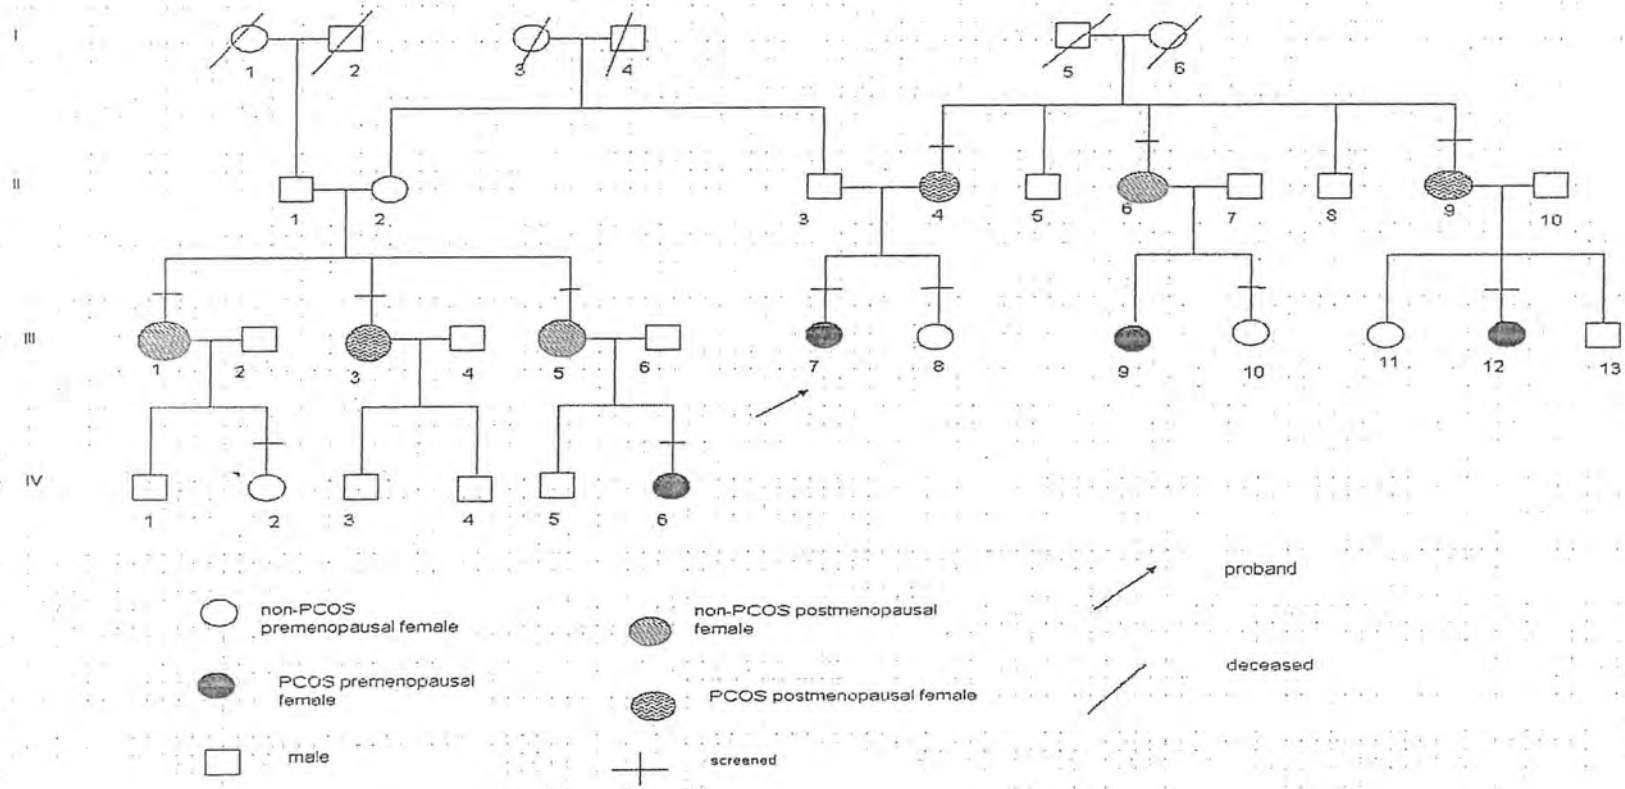 I
1 2 3 4 5 6
II
1 2 3 4 5 6 7 8 9 10
III
1 2 3 4 5 6 7 8 9 10 11 12 13
IV
1 2 3 4 5 6
non-PCOS
premenopausal female
PCOS premenopausal
female
male
non-PCOS postmenopausal
female
PCOS postmenopausal female
screened
proband
deceased